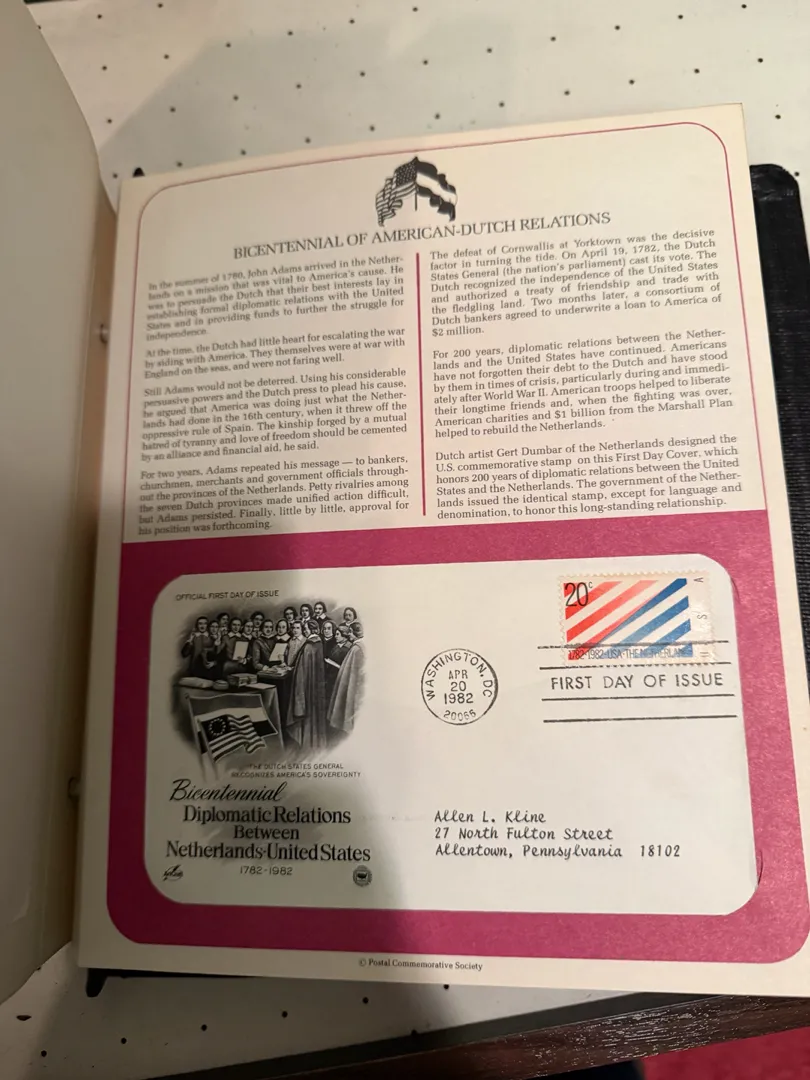 BICENTENNIAL OF AMERICAN-DUTCH RELATIONS
In the summer of 1780, John Adams arrived in the Nether-
lands on a mission that was vital to America's cause. He
was to persuade the Dutch that their best interests lay in
establishing formal diplomatic relations with the United
States and in providing funds to further the struggle for
independence.
At the time, the Dutch had little heart for escalating the war
by aiding with America. They themselves were at war with
England on the seas, and were not faring well.
Still Adams would not be deterred. Using his considerable
persuasive powers and the Dutch press to plead his cause,
he argued that America was doing just what the Nether-
lands had done in the 16th century, when it threw off the
oppressive rule of Spain. The kinship forged by a mutual
hatred of tyranny and love of freedom should be cemented
by an alliance and financial aid, he said.
For two years, Adams repeated his message — to bankers,
churchmen, merchants and government officials through-
out the provinces of the Netherlands. Petty rivalries among
the seven Dutch provinces made unified action difficult,
but Adams persisted. Finally, little by little, approval for
his position was forthcoming.
The defeat of Cornwallis at Yorktown was the decisive
factor in turning the tide. On April 19, 1782, the Dutch
States General (the nation's parliament) cast its vote. The
Dutch recognized the independence of the United States
and authorized a treaty of friendship and trade with
the fledgling land. Two months later, a consortium of
Dutch bankers agreed to underwrite a loan to America of
$2 million.
For 200 years, diplomatic relations between the Nether-
lands and the United States have continued. Americans
have not forgotten their debt to the Dutch and have stood
by them in times of crisis, particularly during and immedi-
ately after World War II. American troops helped to liberate
their longtime friends and, when the fighting was over,
American charities and $1 billion from the Marshall Plan
helped to rebuild the Netherlands.
Dutch artist Gert Dumbar of the Netherlands designed the
U.S. commemorative stamp on this First Day Cover, which
honors 200 years of diplomatic relations between the United
States and the Netherlands. The government of the Nether-
lands issued the identical stamp, except for language and
denomination, to honor this long-standing relationship.
OFFICIAL FIRST DAY OF ISSUE
THE DUTCH STATES GENERAL
RECOGNIZES AMERICA'S SOVEREIGNTY
Bicentennial
Diplomatic Relations
Between
Netherlands-United States
1782-1982
WASHINGTON, DC
APR
20
1982
20066
20c
USA
1782-1982·USA·THE NETHERLANDS
FIRST DAY OF ISSUE
Allen L. Kline
27 North Fulton Street
Allentown, Pennsylvania 18102
© Postal Commemorative Society